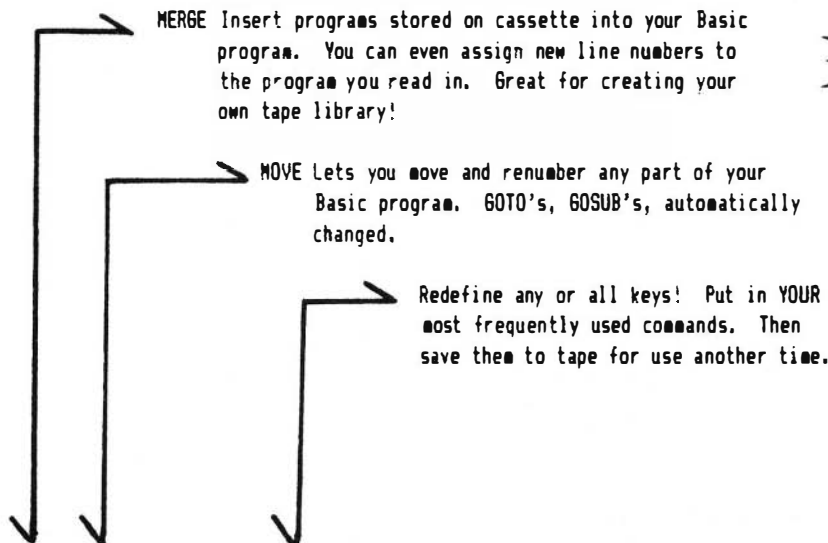 MERGE Insert programs stored on cassette into your Basic
program. You can even assign new line numbers to
the program you read in. Great for creating your
own tape library!
MOVE Lets you move and renumber any part of your
Basic program. GOTO's, GOSUB's, automatically
changed.
Redefine any or all keys! Put in YOUR
most frequently used commands. Then
save them to tape for use another time.